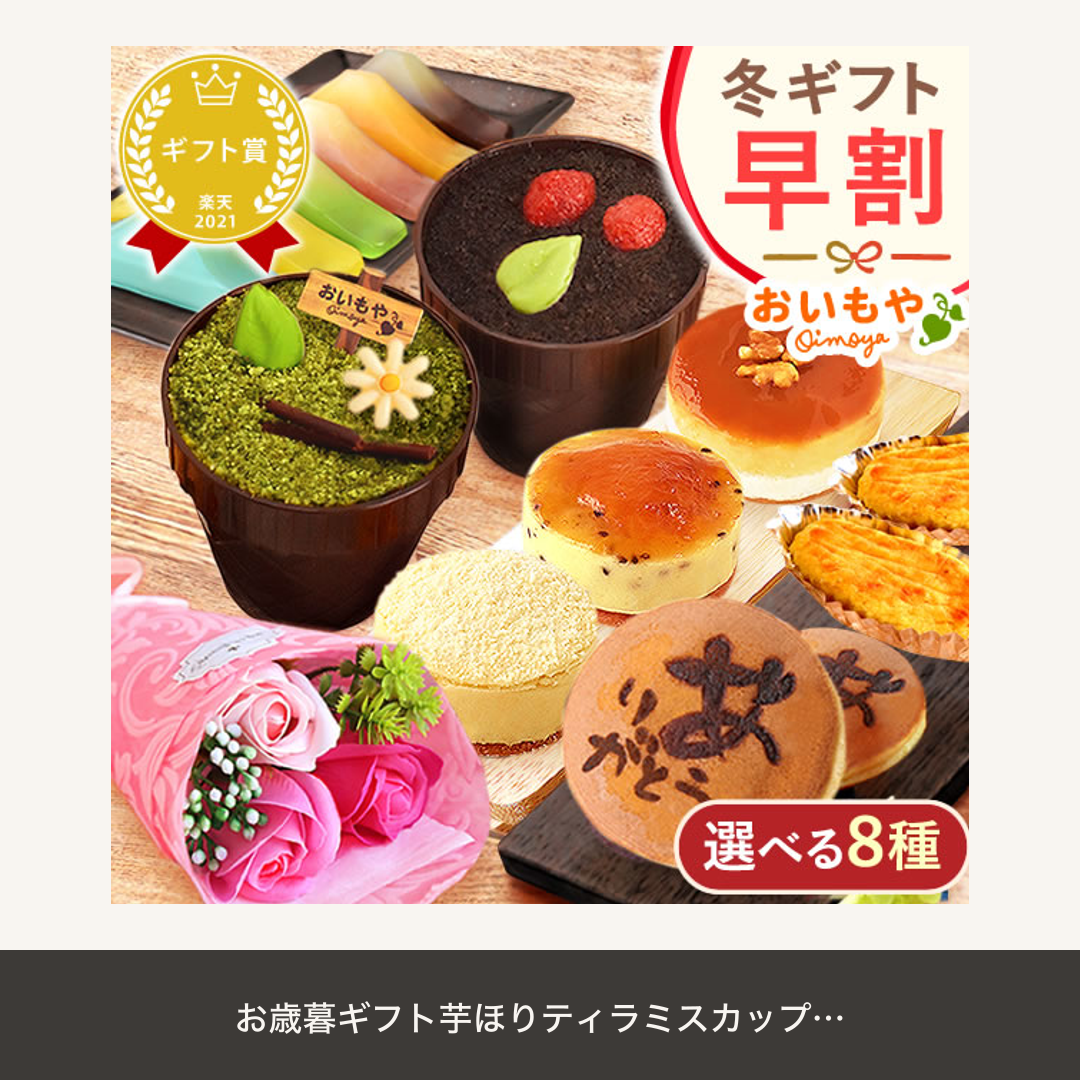 ギフト賞
楽天
2021
冬ギフト
早割
おいもや
Oimoya
おいもや
Oimoya
ありがとう
あ
選べる8種
お歳暮ギフト芋ほりティラミスカップ…